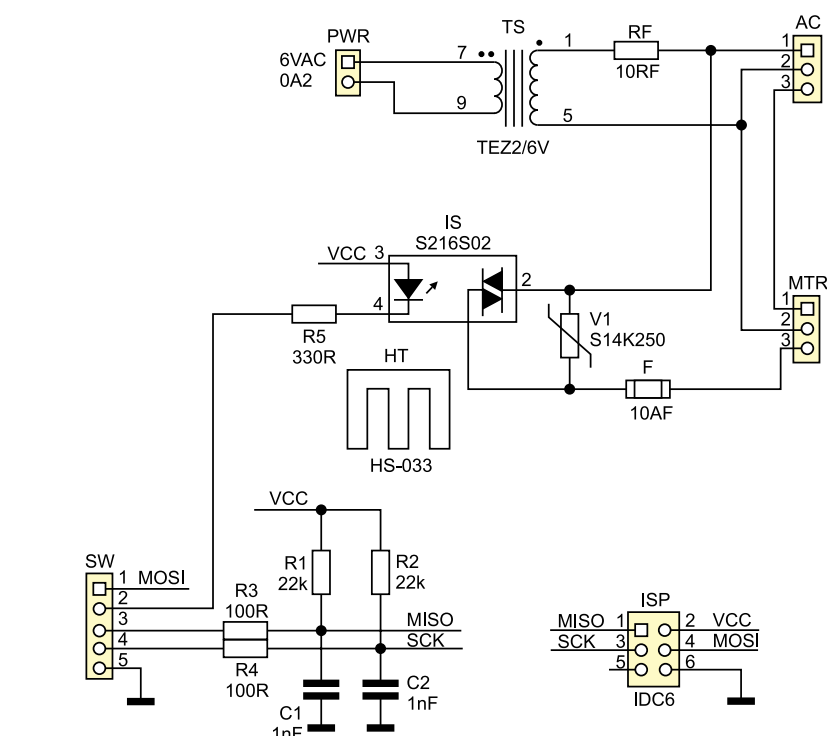 AC
TS
RF
PWR
1
1
7
2
6VAC
10RF
0A2
3
9
5
TEZ2/6V
IS
S216S02
VCC 3
2
MTR
1
4
V1
2
R5
S14K250
3
330R
HT
F
10AF
HS-033
VCC
SW
R1
R2
22k
22k
1 MOSI
R3
ISP
2
100R
3
MISO
MISO 1
2 VCC
4
SCK
SCK 3
4 MOSI
5
R4
5
6
100R
C2
IDC6
1nF
C1
1nF